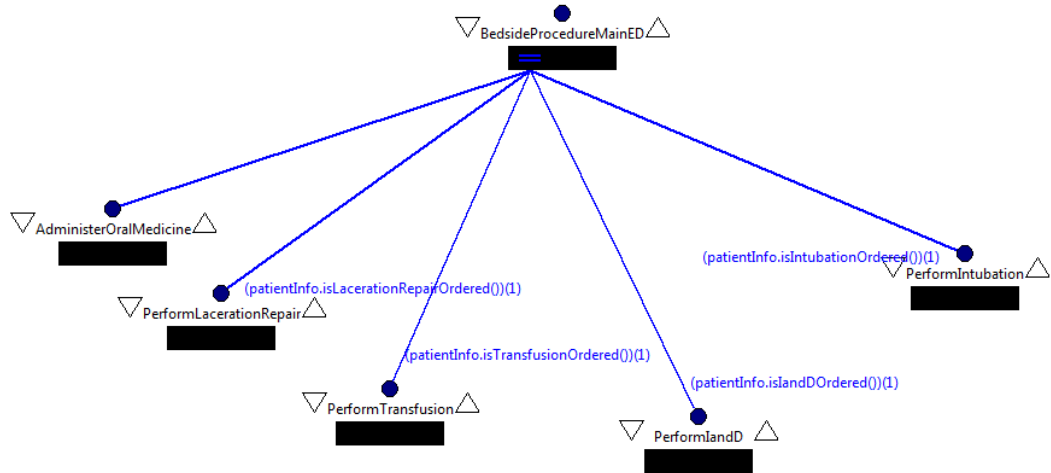 BedsideProcedureMainED
AdministerOralMedicine
(patientInfo.isIntubationOrdered())(1)
PerformIntubation
(patientInfo.isLacerationRepairOrdered())(1)
PerformLacerationRepair
(patientInfo.isTransfusionOrdered())(1)
(patientInfo.isIandDOrdered())(1)
PerformTransfusion
PerformIandD